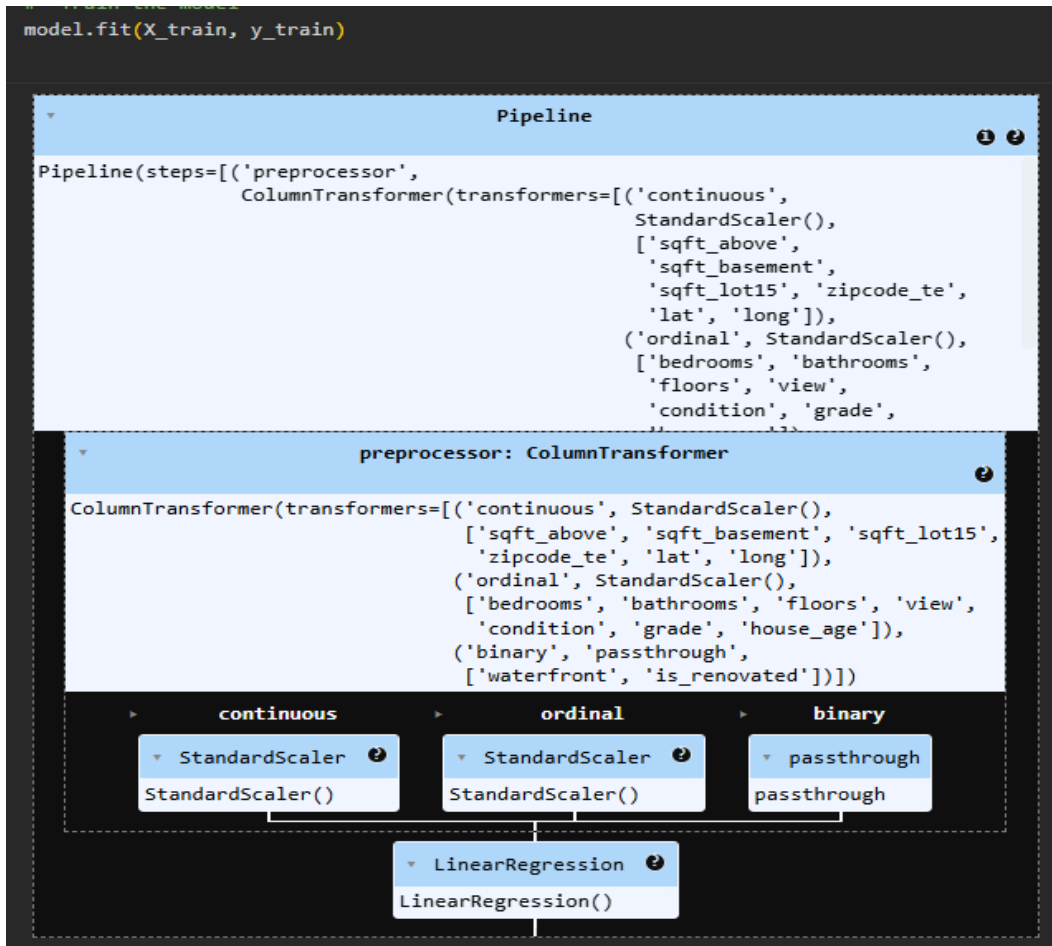 # Train the model
model.fit(X_train, y_train)
Pipeline
Pipeline(steps=[('preprocessor',
ColumnTransformer(transformers=[('continuous',
StandardScaler(),
['sqft_above',
'sqft_basement',
'sqft_lot15', 'zipcode_te',
'lat', 'long']),
('ordinal', StandardScaler(),
['bedrooms', 'bathrooms',
'floors', 'view',
'condition', 'grade',
preprocessor: ColumnTransformer
ColumnTransformer(transformers=[('continuous', StandardScaler(),
['sqft_above', 'sqft_basement', 'sqft_lot15',
'zipcode_te', 'lat', 'long']),
('ordinal', StandardScaler(),
['bedrooms', 'bathrooms', 'floors', 'view',
'condition', 'grade', 'house_age']),
('binary', 'passthrough',
['waterfront', 'is_renovated'])])
continuous ordinal binary
StandardScaler ? StandardScaler ? passthrough
StandardScaler() StandardScaler() passthrough
LinearRegression ?
LinearRegression()